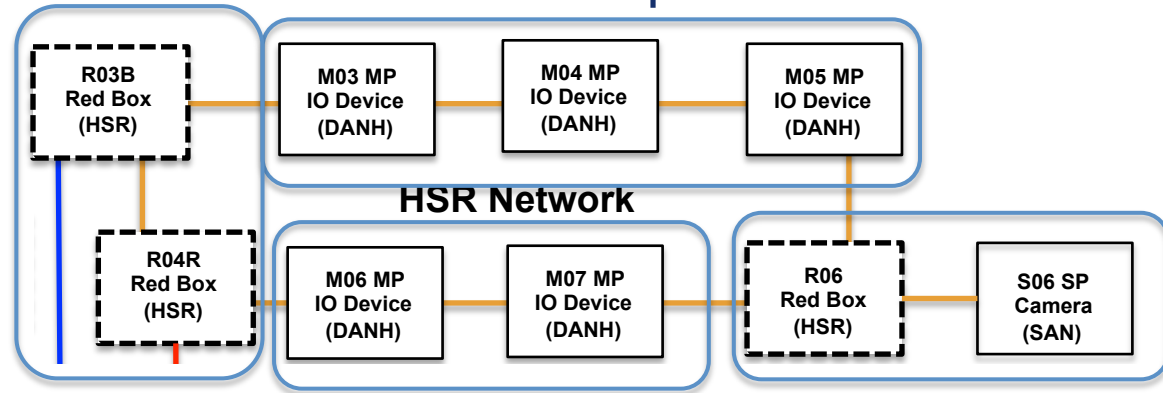 R03B
Red Box
(HSR)
M03 MP
IO Device
(DANH)
M04 MP
IO Device
(DANH)
M05 MP
IO Device
(DANH)
HSR Network
R04R
Red Box
(HSR)
M06 MP
IO Device
(DANH)
M07 MP
IO Device
(DANH)
R06
Red Box
(HSR)
S06 SP
Camera
(SAN)